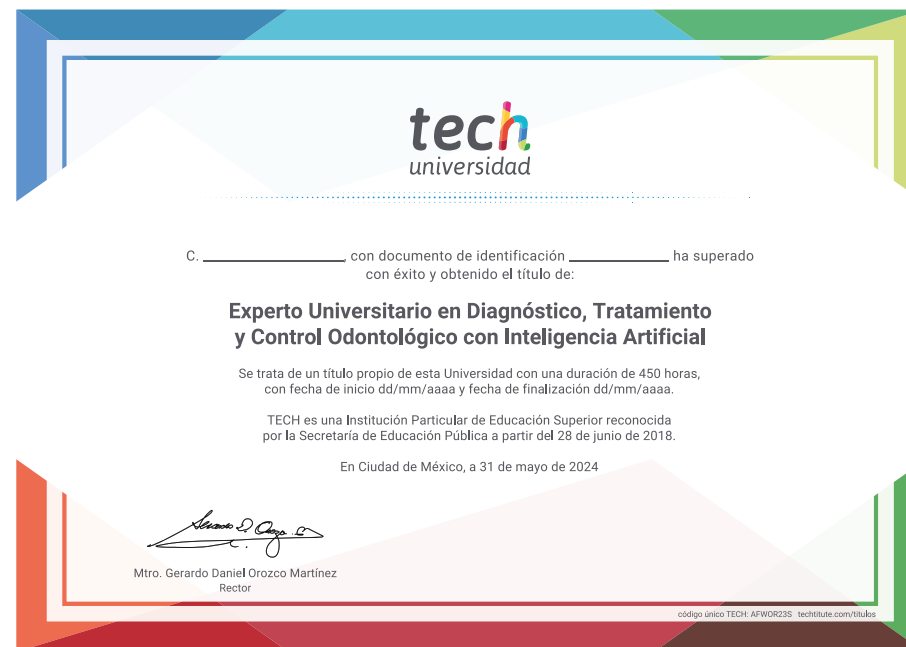 tech
universidad
C. ____________, con documento de identificación ____________ ha superado
con éxito y obtenido el título de:
Experto Universitario en Diagnóstico, Tratamiento
y Control Odontológico con Inteligencia Artificial
Se trata de un título propio de esta Universidad con una duración de 450 horas,
con fecha de inicio dd/mm/aaaa y fecha de finalización dd/mm/aaaa.
TECH es una Institución Particular de Educación Superior reconocida
por la Secretaría de Educación Pública a partir del 28 de junio de 2018.
En Ciudad de México, a 31 de mayo de 2024
Mtro. Gerardo Daniel Orozco Martínez
Rector
código único TECH: AFWOR23S techtitute.com/titulos